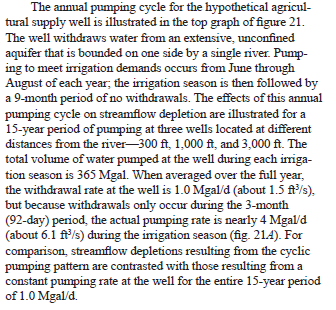 The annual pumping cycle for the hypothetical agricul-
tural supply well is illustrated in the top graph of figure 21.
The well withdraws water from an extensive, unconfined
aquifer that is bounded on one side by a single river. Pump-
ing to meet irrigation demands occurs from June through
August of each year; the irrigation season is then followed by
a 9-month period of no withdrawals. The effects of this annual
pumping cycle on streamflow depletion are illustrated for a
15-year period of pumping at three wells located at different
distances from the river—300 ft, 1,000 ft, and 3,000 ft. The
total volume of water pumped at the well during each irriga-
tion season is 365 Mgal. When averaged over the full year,
the withdrawal rate at the well is 1.0 Mgal/d (about 1.5 ft³/s),
but because withdrawals only occur during the 3-month
(92-day) period, the actual pumping rate is nearly 4 Mgal/d
(about 6.1 ft³/s) during the irrigation season (fig. 21A). For
comparison, streamflow depletions resulting from the cyclic
pumping pattern are contrasted with those resulting from a
constant pumping rate at the well for the entire 15-year period
of 1.0 Mgal/d.